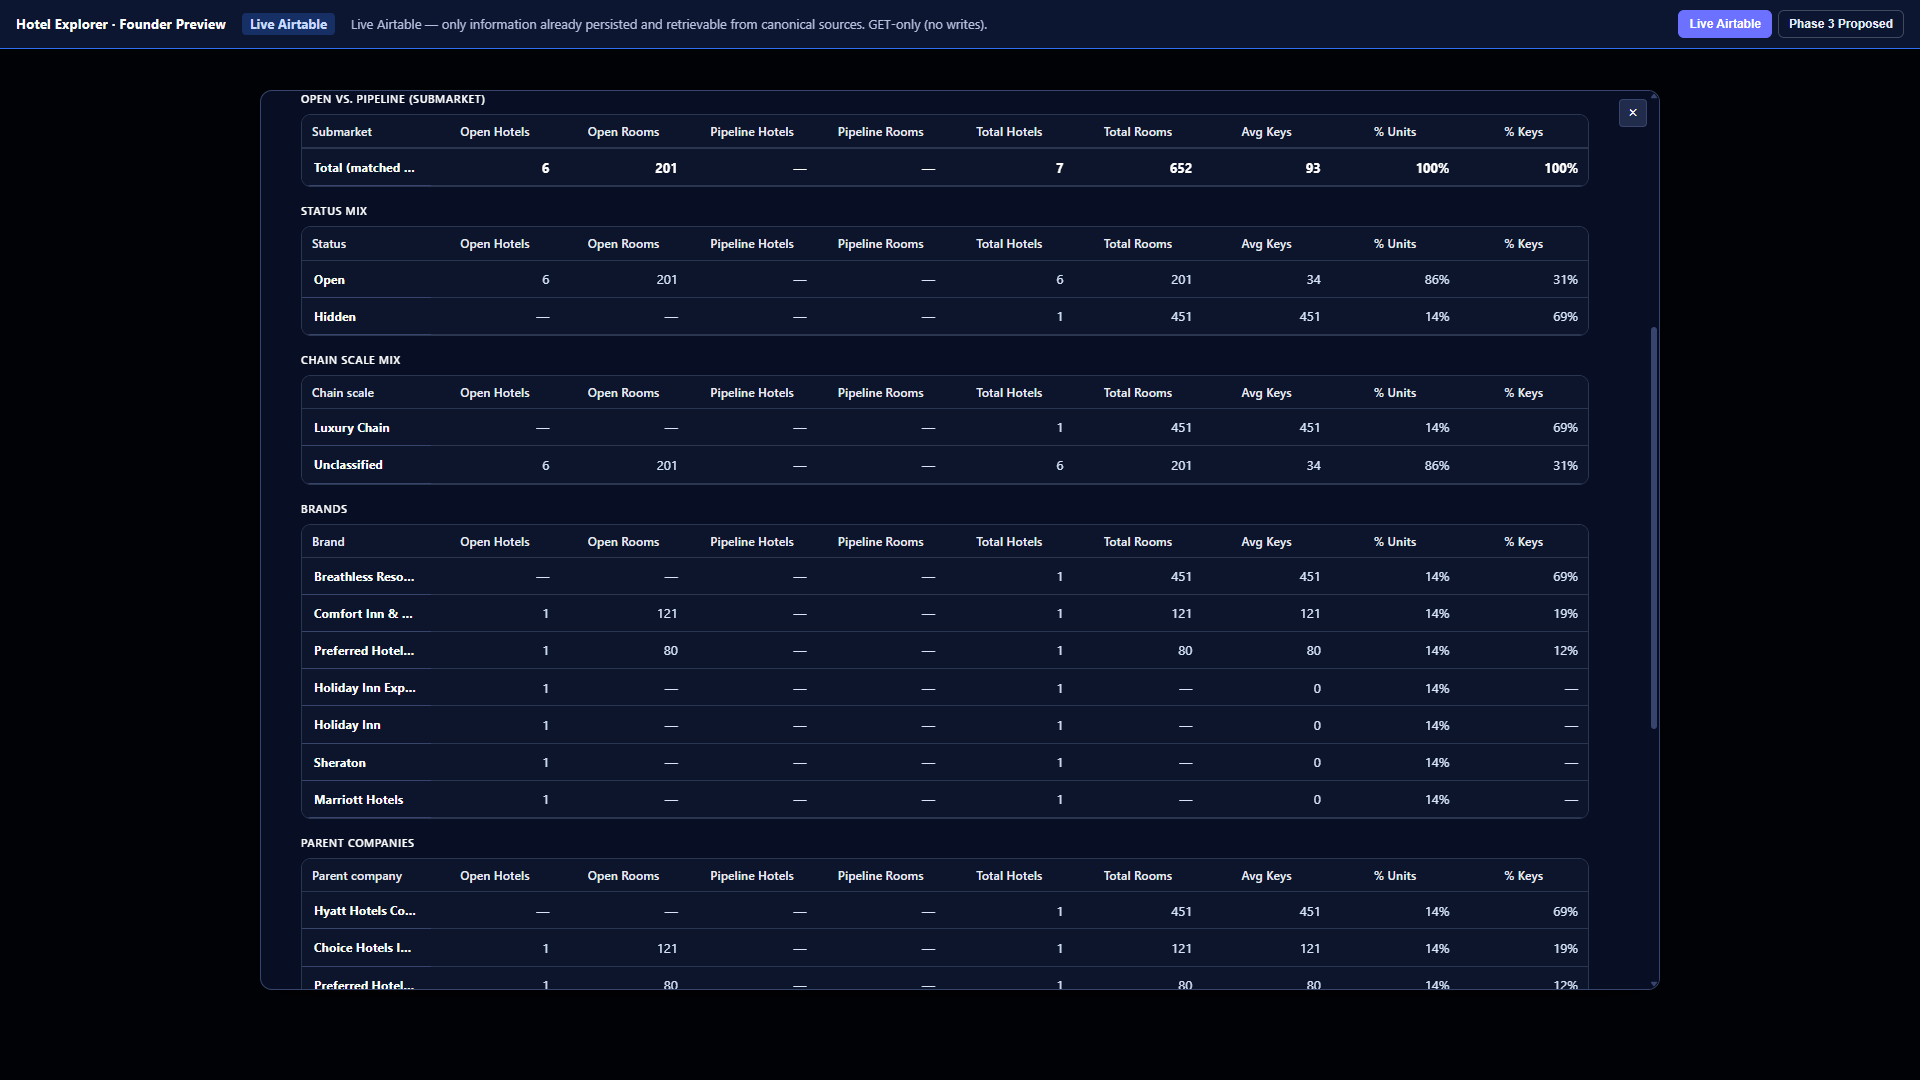 Hotel Explorer · Founder Preview Live Airtable Live Airtable — only information already persisted and retrievable from canonical sources. GET-only (no writes). Live Airtable Phase 3 Proposed
×
OPEN VS. PIPELINE (SUBMARKET)
Submarket Open Hotels Open Rooms Pipeline Hotels Pipeline Rooms Total Hotels Total Rooms Avg Keys % Units % Keys
Total (matched ... 6 201 — — 7 652 93 100% 100%
STATUS MIX
Status Open Hotels Open Rooms Pipeline Hotels Pipeline Rooms Total Hotels Total Rooms Avg Keys % Units % Keys
Open 6 201 — — 6 201 34 86% 31%
Hidden — — — — 1 451 451 14% 69%
CHAIN SCALE MIX
Chain scale Open Hotels Open Rooms Pipeline Hotels Pipeline Rooms Total Hotels Total Rooms Avg Keys % Units % Keys
Luxury Chain — — — — 1 451 451 14% 69%
Unclassified 6 201 — — 6 201 34 86% 31%
BRANDS
Brand Open Hotels Open Rooms Pipeline Hotels Pipeline Rooms Total Hotels Total Rooms Avg Keys % Units % Keys
Breathless Reso... — — — — 1 451 451 14% 69%
Comfort Inn & ... 1 121 — — 1 121 121 14% 19%
Preferred Hotel... 1 80 — — 1 80 80 14% 12%
Holiday Inn Exp... 1 — — — 1 — 0 14% —
Holiday Inn 1 — — — 1 — 0 14% —
Sheraton 1 — — — 1 — 0 14% —
Marriott Hotels 1 — — — 1 — 0 14% —
PARENT COMPANIES
Parent company Open Hotels Open Rooms Pipeline Hotels Pipeline Rooms Total Hotels Total Rooms Avg Keys % Units % Keys
Hyatt Hotels Co... — — — — 1 451 451 14% 69%
Choice Hotels I... 1 121 — — 1 121 121 14% 19%
Preferred Hotel... 1 80 — — 1 80 80 14% 12%